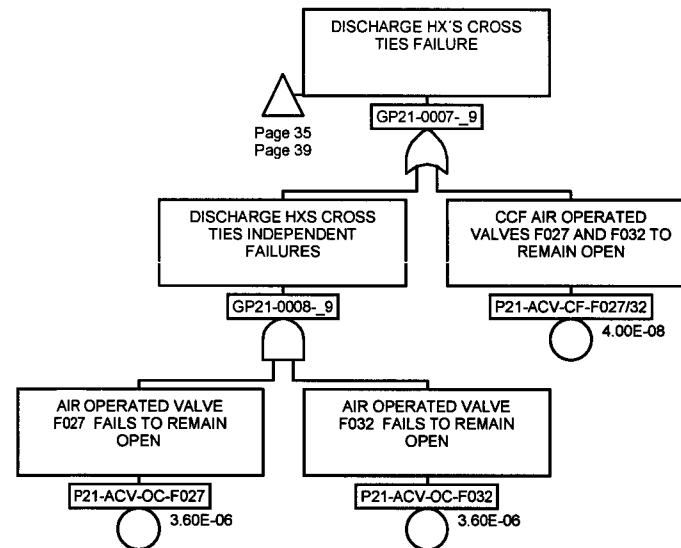 DISCHARGE HX'S CROSS
TIES FAILURE
Page 35
Page 39
GP21-0007-_9
DISCHARGE HXS CROSS
TIES INDEPENDENT
FAILURES
GP21-0008-_9
CCF AIR OPERATED
VALVES F027 AND F032 TO
REMAIN OPEN
P21-ACV-CF-F027/32
4.00E-08
AIR OPERATED VALVE
F027 FAILS TO REMAIN
OPEN
P21-ACV-OC-F027
3.60E-06
AIR OPERATED VALVE
F032 FAILS TO REMAIN
OPEN
P21-ACV-OC-F032
3.60E-06